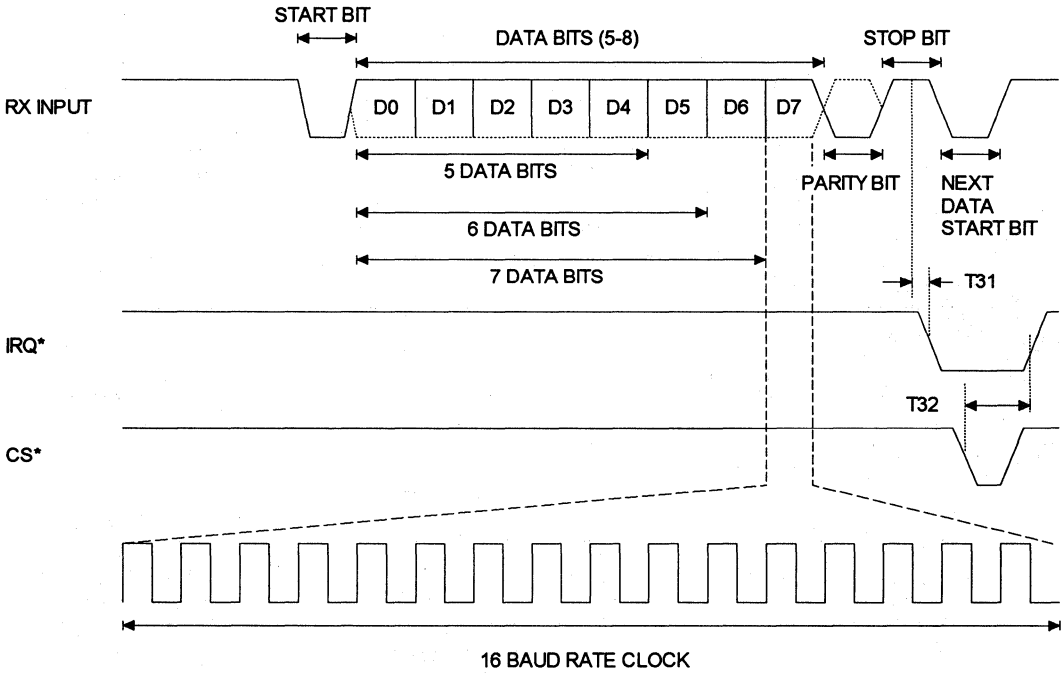 START BIT
DATA BITS (5-8)
STOP BIT
RX INPUT
D0 D1 D2 D3 D4 D5 D6 D7
5 DATA BITS
PARITY BIT
NEXT
DATA
START BIT
6 DATA BITS
7 DATA BITS
T31
IRQ*
T32
CS*
16 BAUD RATE CLOCK